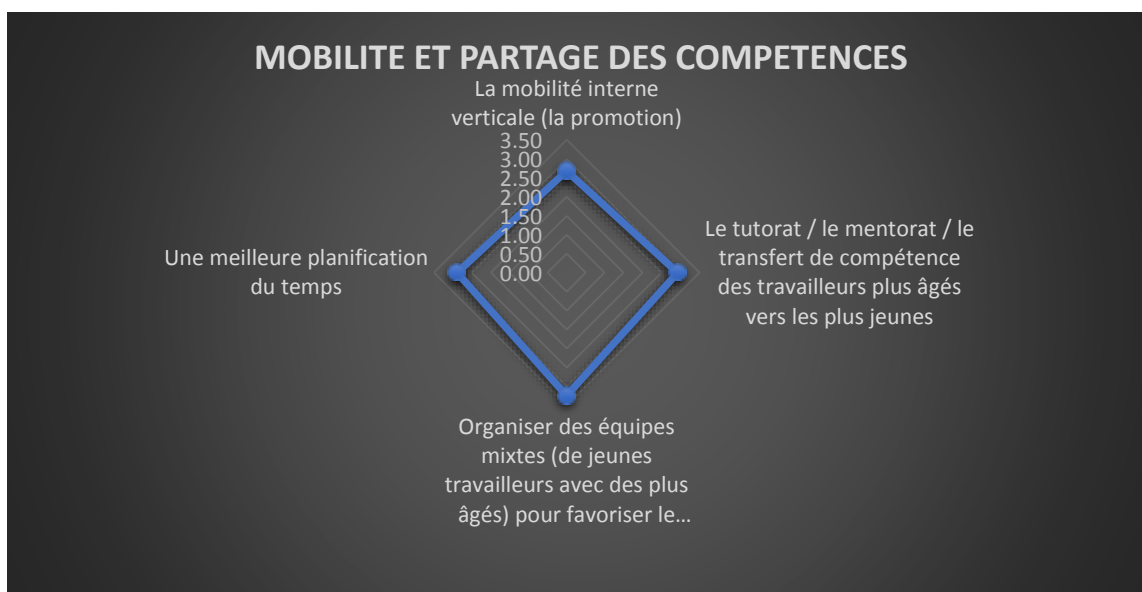 MOBILITE ET PARTAGE DES COMPETENCES
La mobilité interne
verticale (la promotion)
3.50
3.00
2.50
2.00
1.50
1.00
0.50
0.00
Le tutorat / le mentorat / le
transfert de compétence
des travailleurs plus âgés
vers les plus jeunes
Organiser des équipes
mixtes (de jeunes
travailleurs avec des plus
âgés) pour favoriser le…
Une meilleure planification
du temps